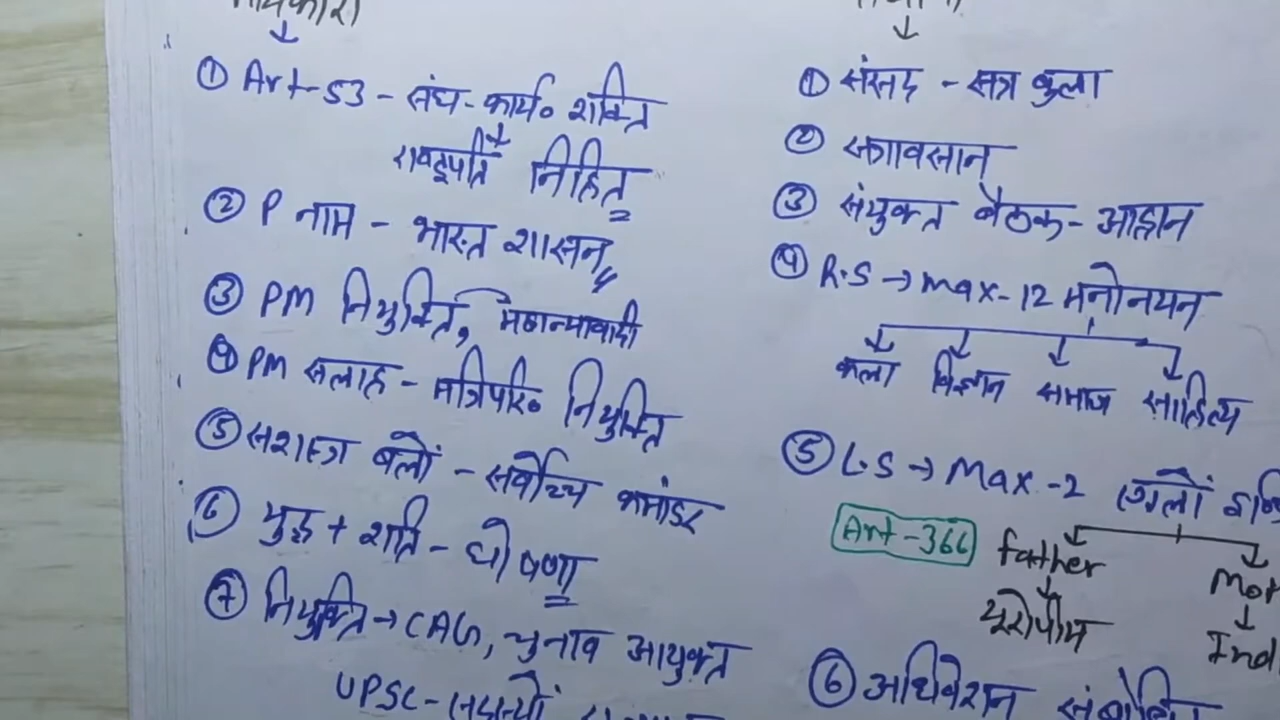 ① Art-53 - संघ-कार्य० शक्ति
राष्ट्रपति निहित
② P नाम - भारत शासन
③ PM नियुक्ति, महान्यावादी
④ PM सलाह - मंत्रिपरि० नियुक्ति
⑤ सशस्त्र बलों - सर्वोच्च कमांडर
⑥ युद्ध + शांति - घोषणा
⑦ नियुक्ति → CAG, चुनाव आयुक्त
UPSC - सदस्यों
① संसद - सत्र बुला
② सत्रावसान
③ संयुक्त बैठक - आह्वान
④ R.S → max-12 मनोनयन
कला विज्ञान समाज साहित्य
⑤ L.S → Max-2 एंग्लों
Art-366
father
यूरोपीय
⑥ अधिवेशन संबोधित